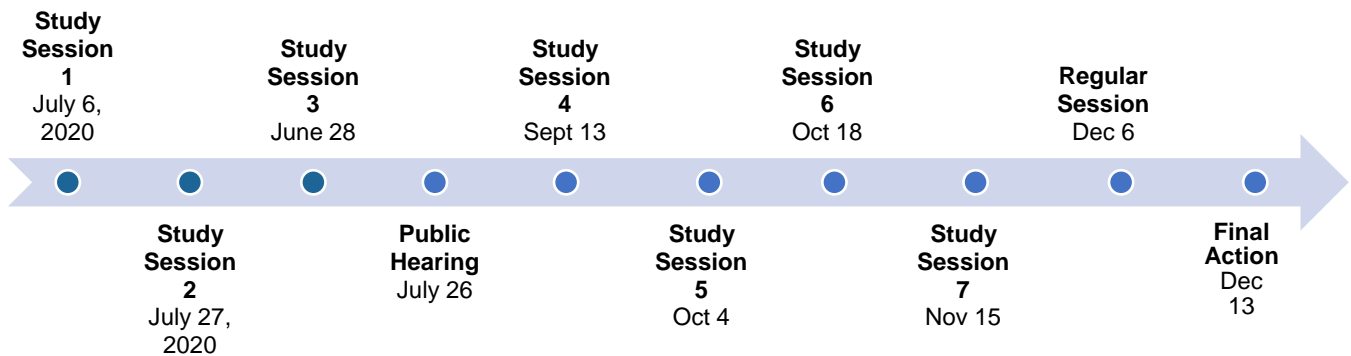 Study
Session
1
July 6,
2020
Study
Session
2
July 27,
2020
Study
Session
3
June 28
Public
Hearing
July 26
Study
Session
4
Sept 13
Study
Session
5
Oct 4
Study
Session
6
Oct 18
Study
Session
7
Nov 15
Regular
Session
Dec 6
Final
Action
Dec
13